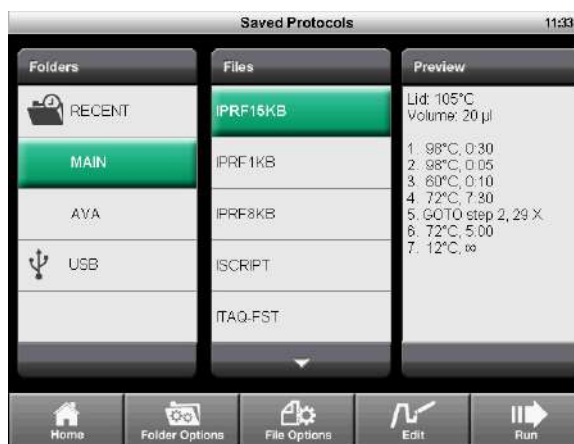 Saved Protocols
11:33
Folders
RECENT
MAIN
AVA
USB
Files
IPRF15KB
IPRF1KB
IPRF8KB
ISCRIPT
ITAQ-FST
Preview
Lid: 105°C
Volume: 20 µl
1. 98°C, 0:30
2. 98°C, 0:05
3. 60°C, 0:10
4. 72°C, 7:30
5. GOTO step 2, 29 X
6. 72°C, 5:00
7. 12°C, ∞
Home
Folder Options
File Options
Edit
Run